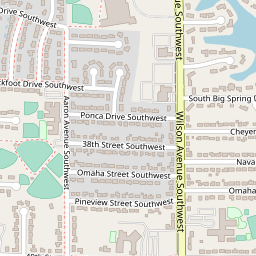 ue Southwest
ckfoot Drive Southwest
South Big Spring D
Ponca Drive Southwest
Aaron Avenue Southwest
Wilson Avenue Southwest
Cheyen
38th Street Southwest
Nava
Omaha Street Southwest
Omaha
Pineview Street Southwest